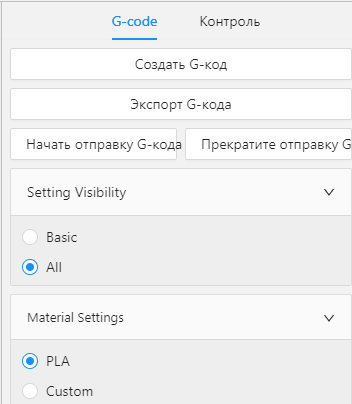 G-code Контроль
Создать G-код
Экспорт G-кода
Начать отправку G-кода Прекратите отправку G
Setting Visibility
Basic
All
Material Settings
PLA
Custom